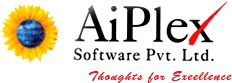 AiPlex
Software Pvt. Ltd.
Thoughts for Excellence